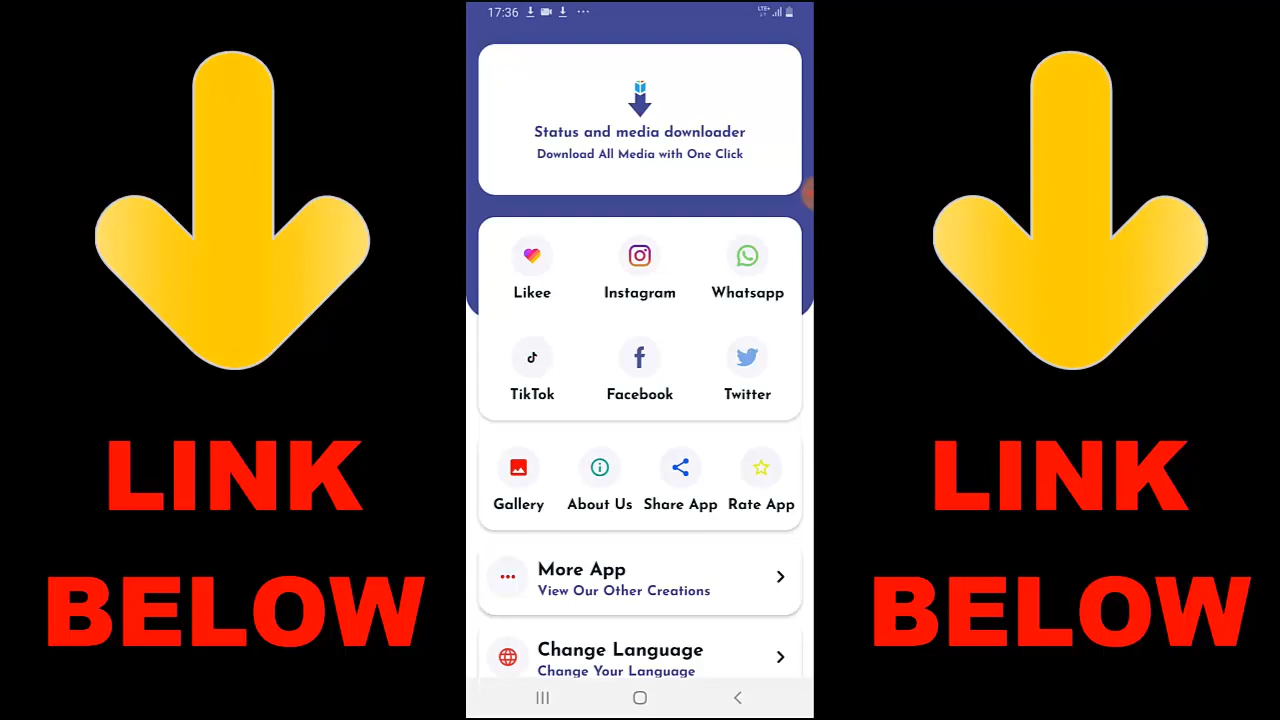 17:36
LTE+
Status and media downloader
Download All Media with One Click
Likee Instagram Whatsapp
TikTok Facebook Twitter
Gallery About Us Share App Rate App
More App
View Our Other Creations
Change Language
Change Your Language
LINK
BELOW
LINK
BELOW